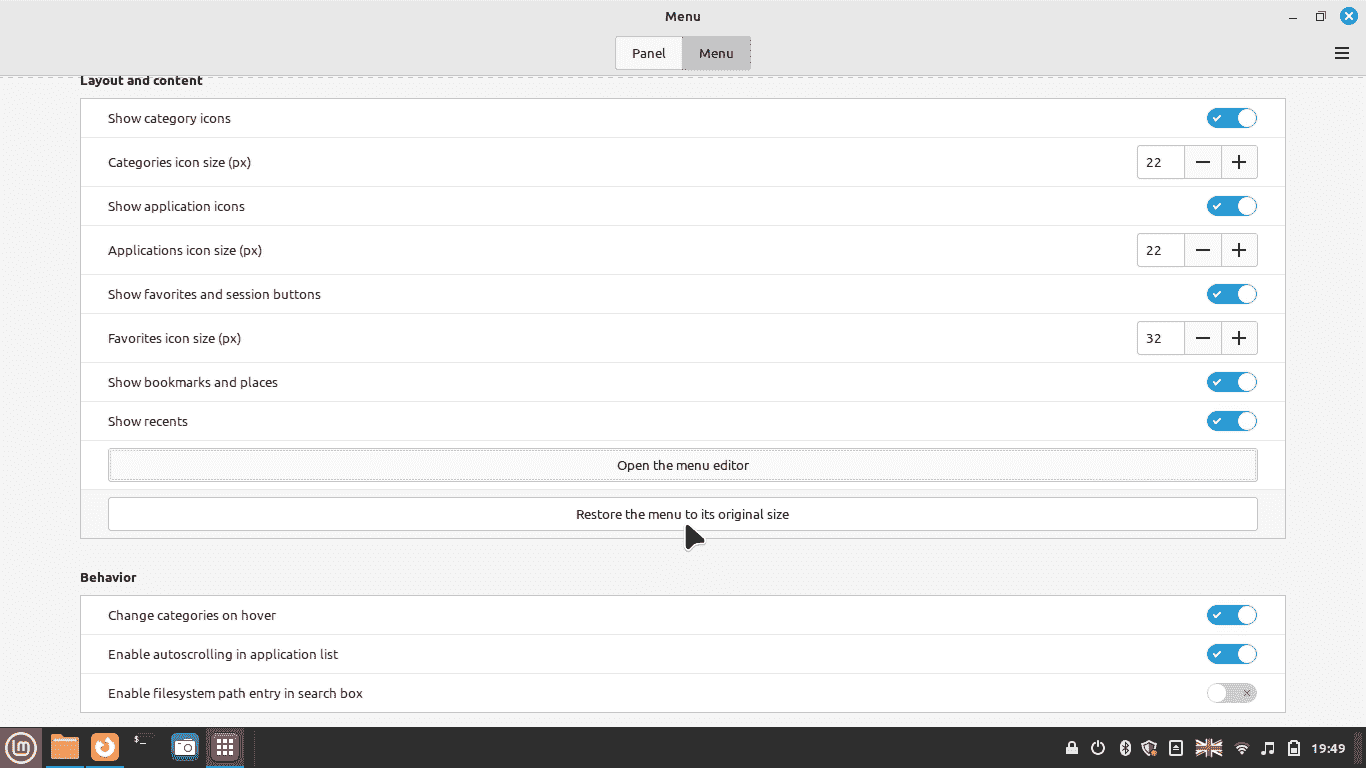 Menu
Panel
Menu
Layout and content
Show category icons
Categories icon size (px)
22
Show application icons
Applications icon size (px)
22
Show favorites and session buttons
Favorites icon size (px)
32
Show bookmarks and places
Show recents
Open the menu editor
Restore the menu to its original size
Behavior
Change categories on hover
Enable autoscrolling in application list
Enable filesystem path entry in search box
19:49